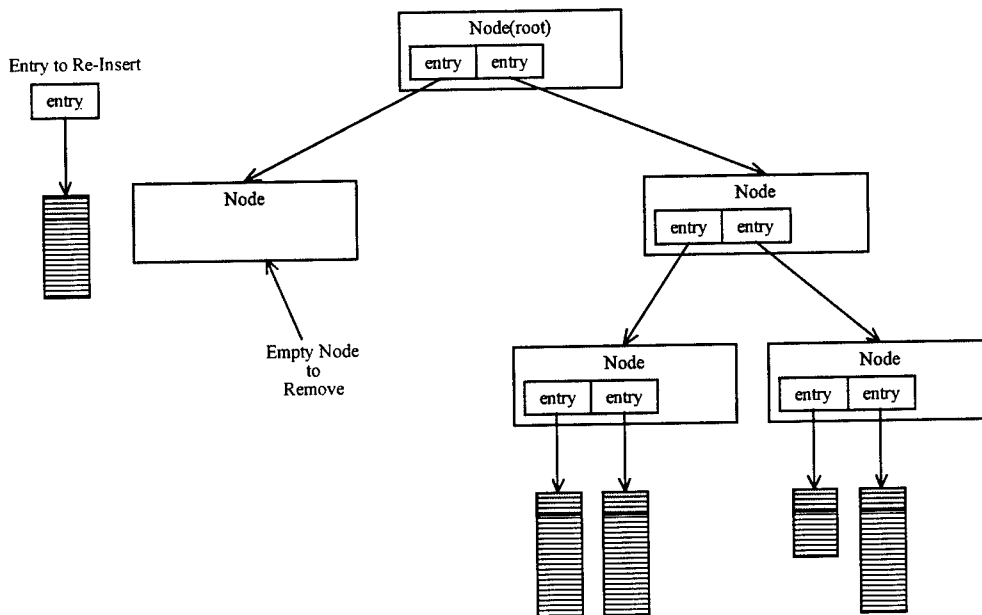 Node(root)
entry entry
Entry to Re-Insert
entry
Node
Node
entry entry
Empty Node
to
Remove
Node
entry entry
Node
entry entry